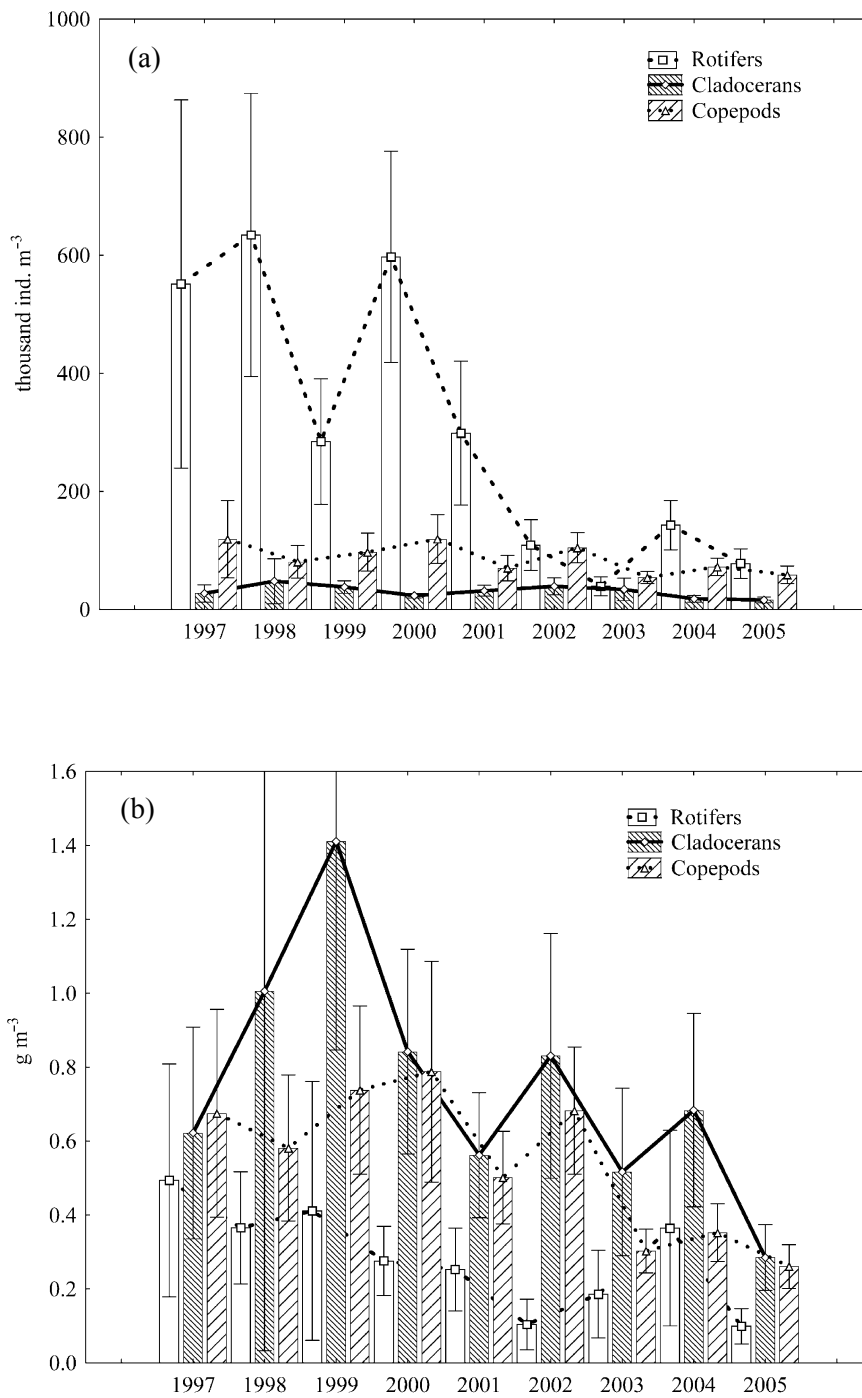 1000
(a)
Rotifers
Cladocerans
Copepods
800
600
thousand ind. m⁻³
400
200
0
1997 1998 1999 2000 2001 2002 2003 2004 2005
1.6
(b)
Rotifers
Cladocerans
Copepods
1.4
1.2
1.0
g m⁻³
0.8
0.6
0.4
0.2
0.0
1997 1998 1999 2000 2001 2002 2003 2004 2005